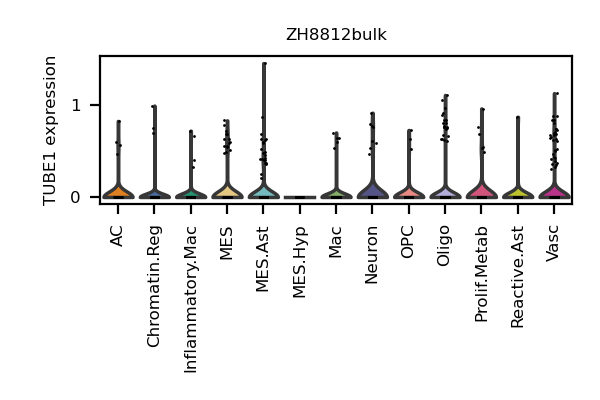 ZH8812bulk
TUBE1 expression
1
0
AC
Chromatin.Reg
Inflammatory.Mac
MES
MES.Ast
MES.Hyp
Mac
Neuron
OPC
Oligo
Prolif.Metab
Reactive.Ast
Vasc